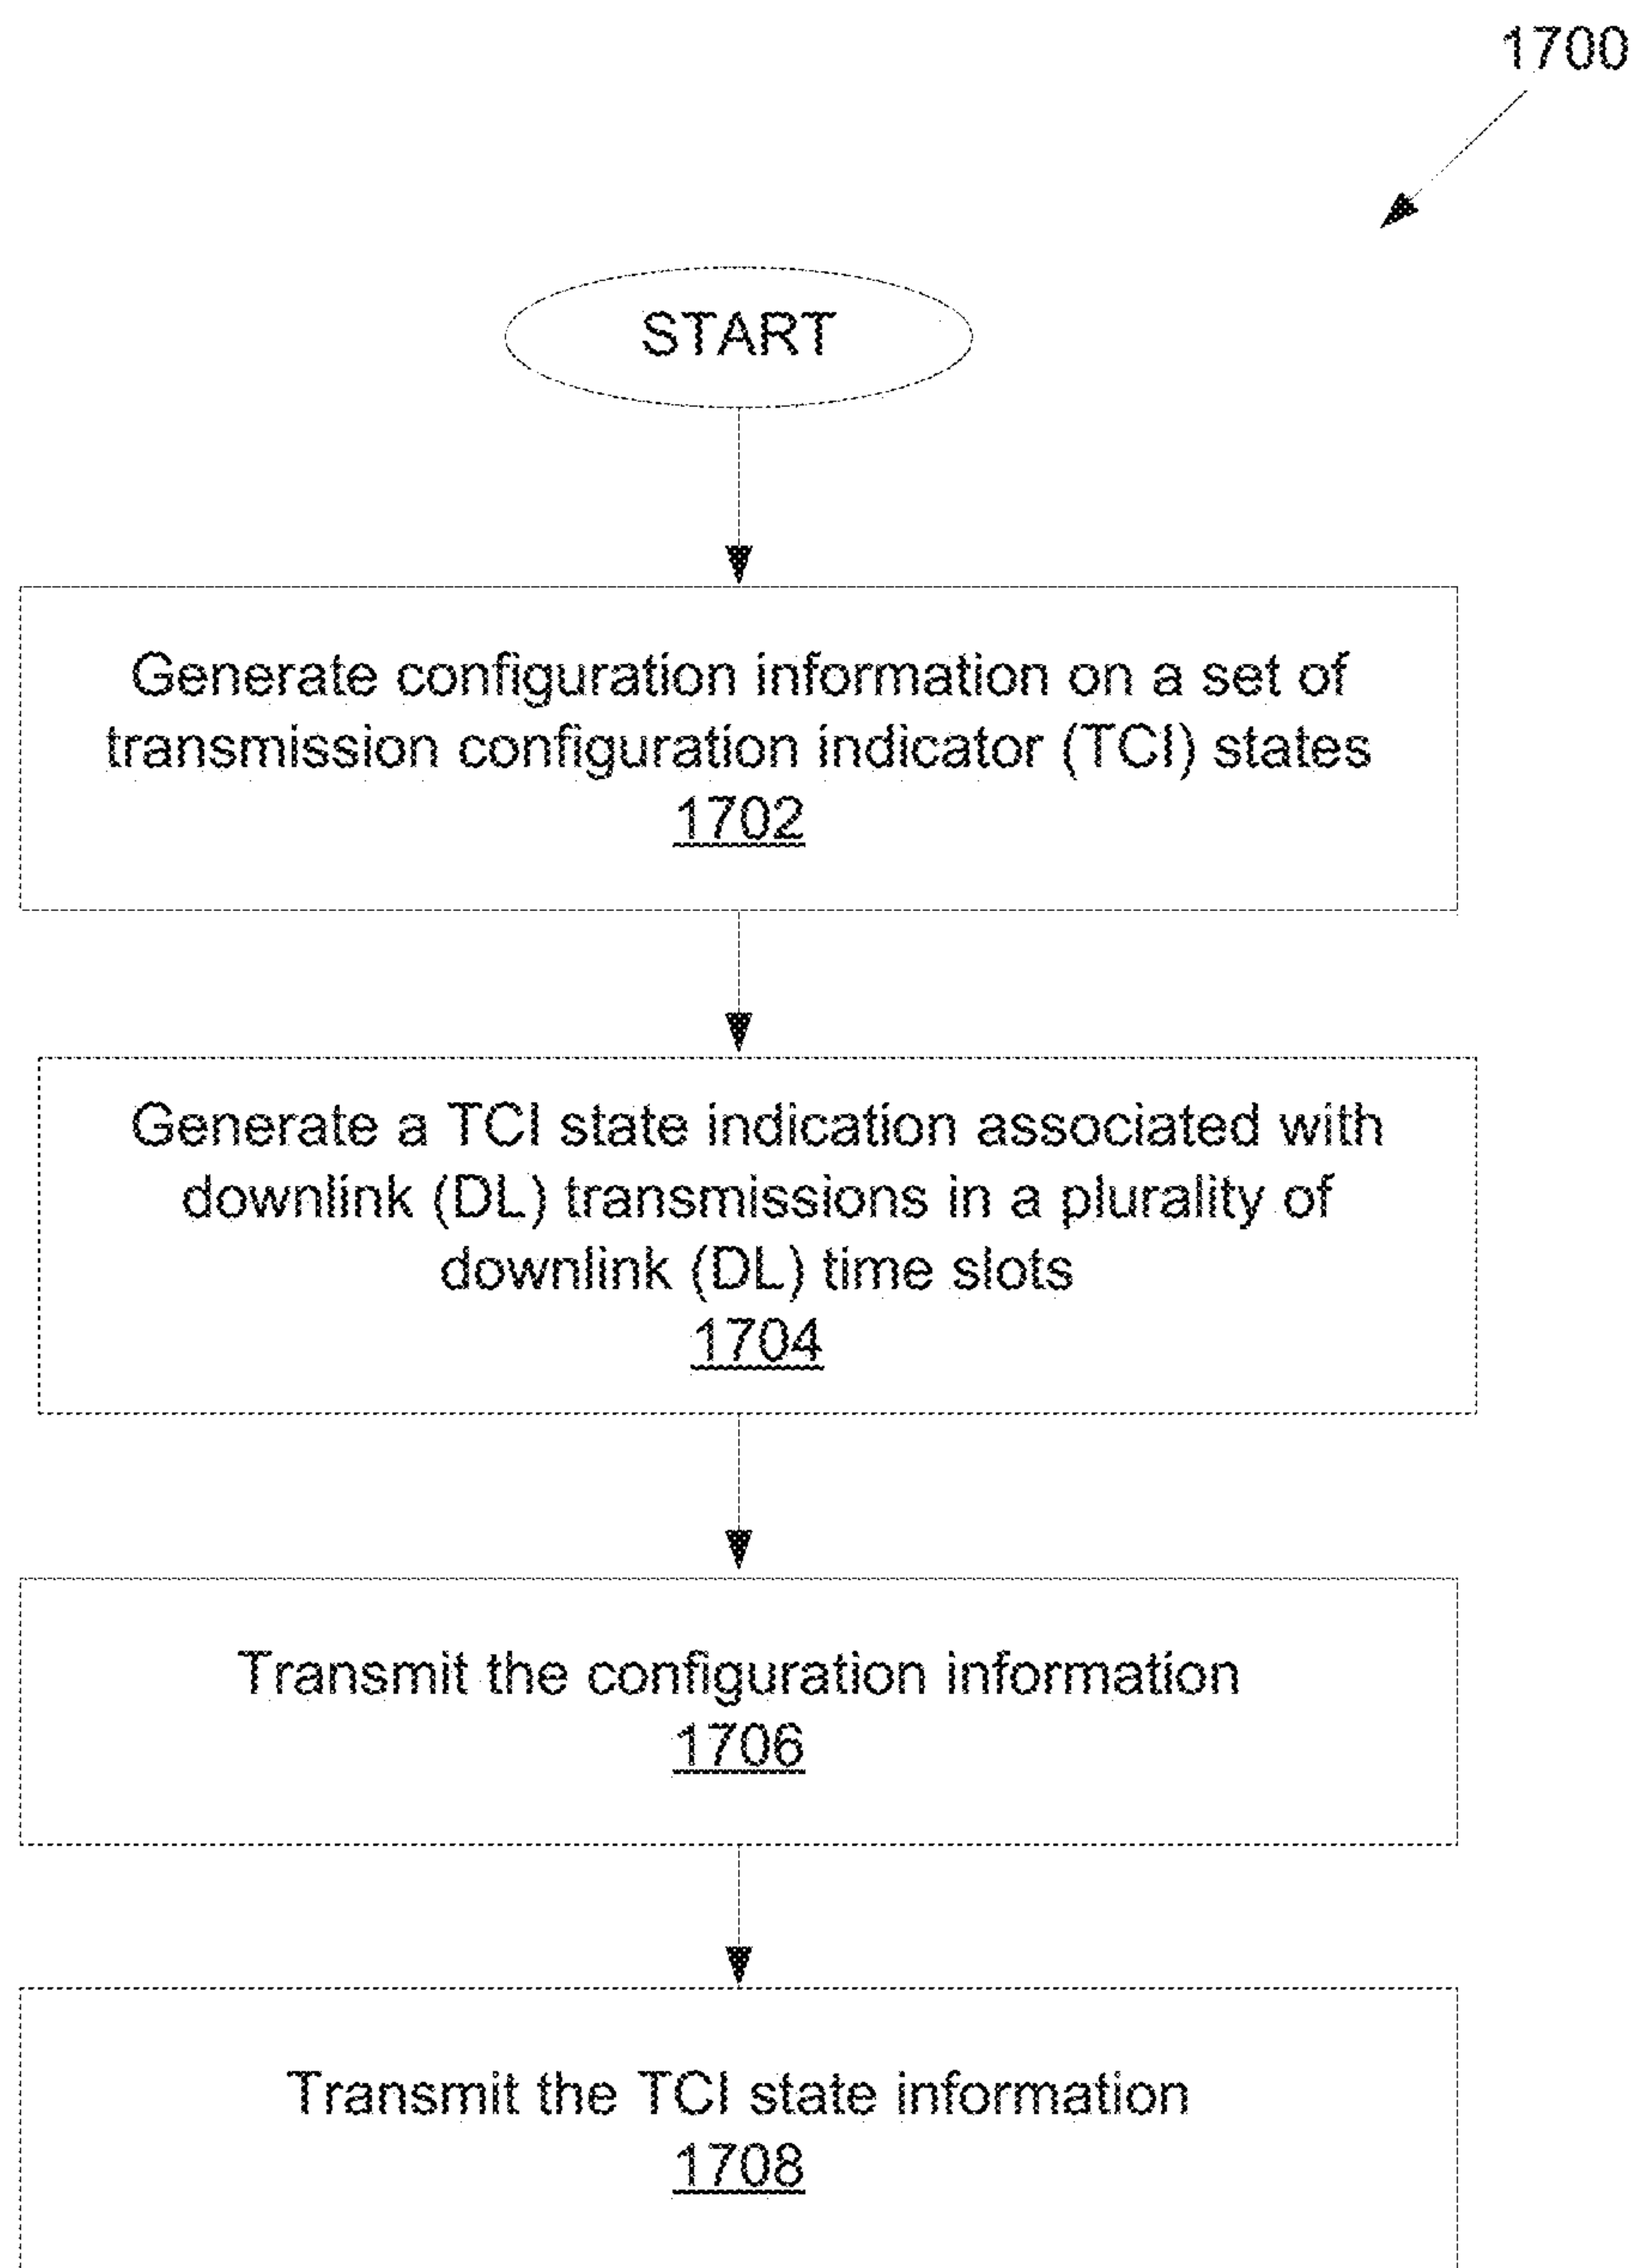 1700
START
Generate configuration information on a set of
transmission configuration indicator (TCI) states
1702
Generate a TCI state indication associated with
downlink (DL) transmissions in a plurality of
downlink (DL) time slots
1704
Transmit the configuration information
1706
Transmit the TCI state information
1708